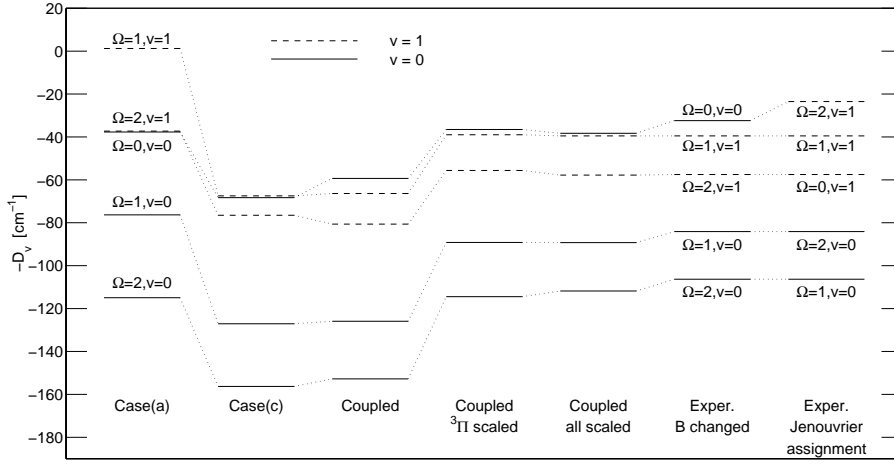 20
0
−20
−40
−60
−80
−100
−120
−140
−160
−180
−D_v [cm⁻¹]
v = 1
v = 0
Ω=1,v=1
Ω=2,v=1
Ω=0,v=0
Ω=1,v=0
Ω=2,v=0
Ω=0,v=0
Ω=1,v=1
Ω=2,v=1
Ω=1,v=0
Ω=2,v=0
Ω=2,v=1
Ω=1,v=1
Ω=0,v=1
Ω=2,v=0
Ω=1,v=0
Case(a)
Case(c)
Coupled
Coupled
³Π scaled
Coupled
all scaled
Exper.
B changed
Exper.
Jenouvrier
assignment